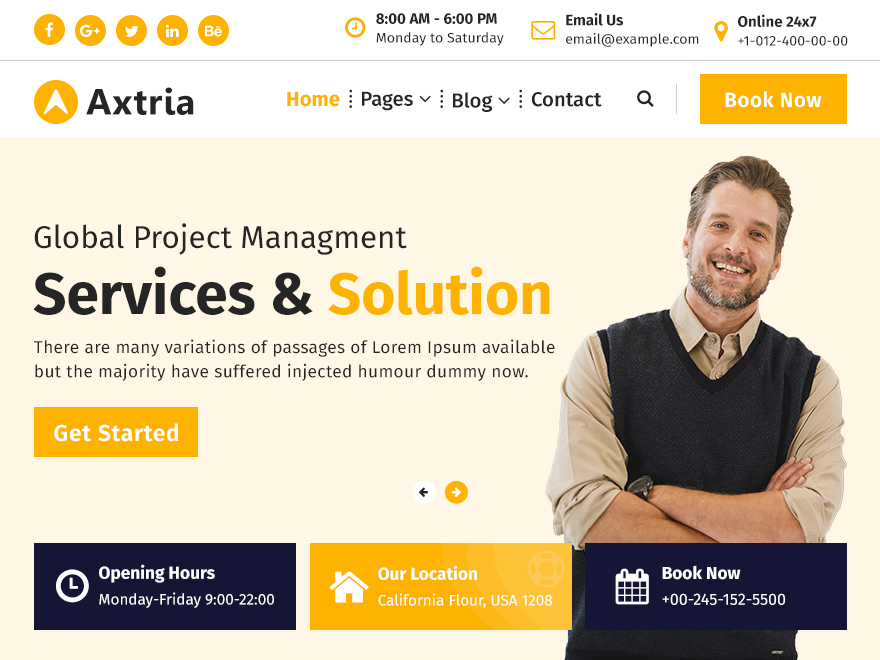 8:00 AM - 6:00 PM
Monday to Saturday
Email Us
email@example.com
Online 24x7
+1-012-400-00-00
f G+ in Bē
Axtria
Home Pages Blog Contact
Book Now
Global Project Managment
Services & Solution
There are many variations of passages of Lorem Ipsum available
but the majority have suffered injected humour dummy now.
Get Started
Opening Hours
Monday-Friday 9:00-22:00
Our Location
California Flour, USA 1208
Book Now
+00-245-152-5500